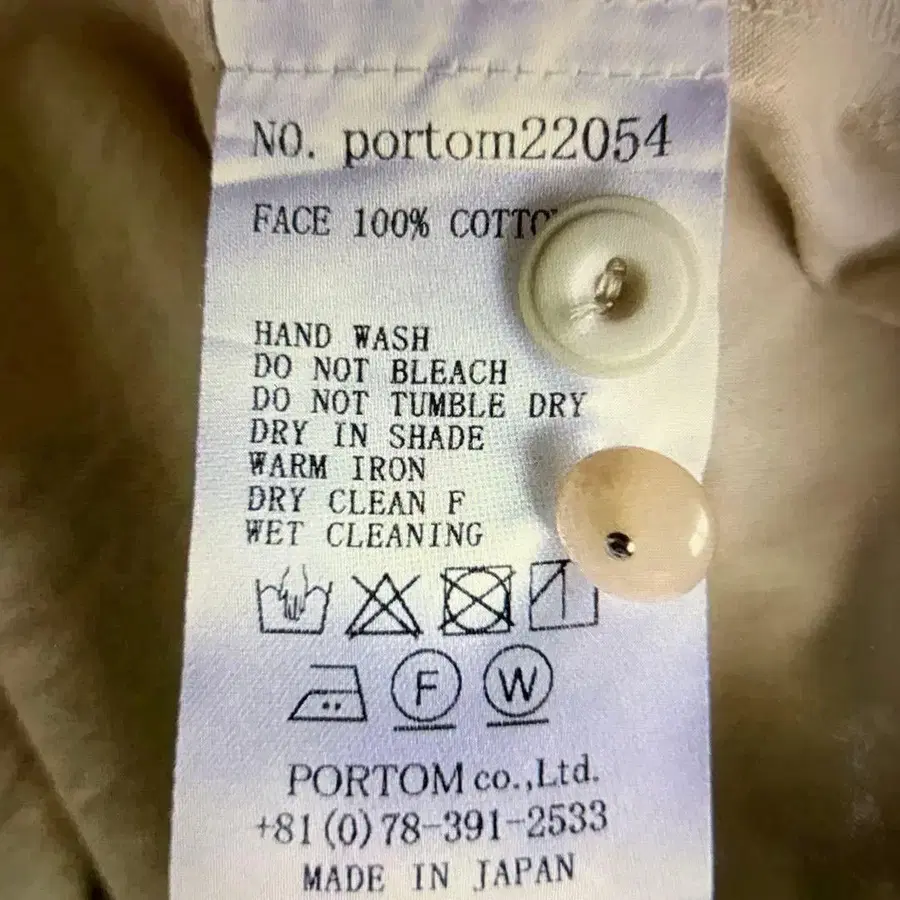 NO. portom22054
FACE 100% COTTO
HAND WASH
DO NOT BLEACH
DO NOT TUMBLE DRY
DRY IN SHADE
WARM IRON
DRY CLEAN F
WET CLEANING
F W
PORTOM co.,Ltd.
+81(0)78-391-2533
MADE IN JAPAN